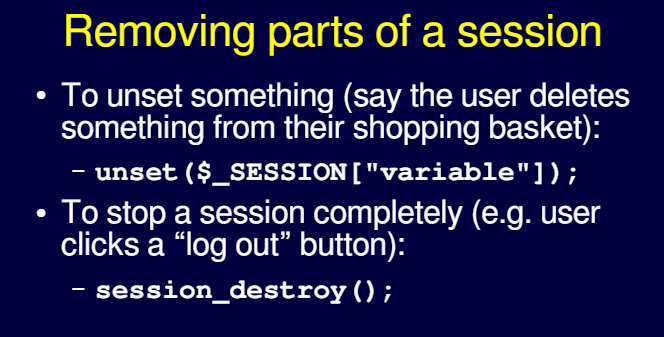 Removing parts of a session
• To unset something (say the user deletes
something from their shopping basket):
– unset($_SESSION["variable"]);
• To stop a session completely (e.g. user
clicks a “log out” button):
– session_destroy();